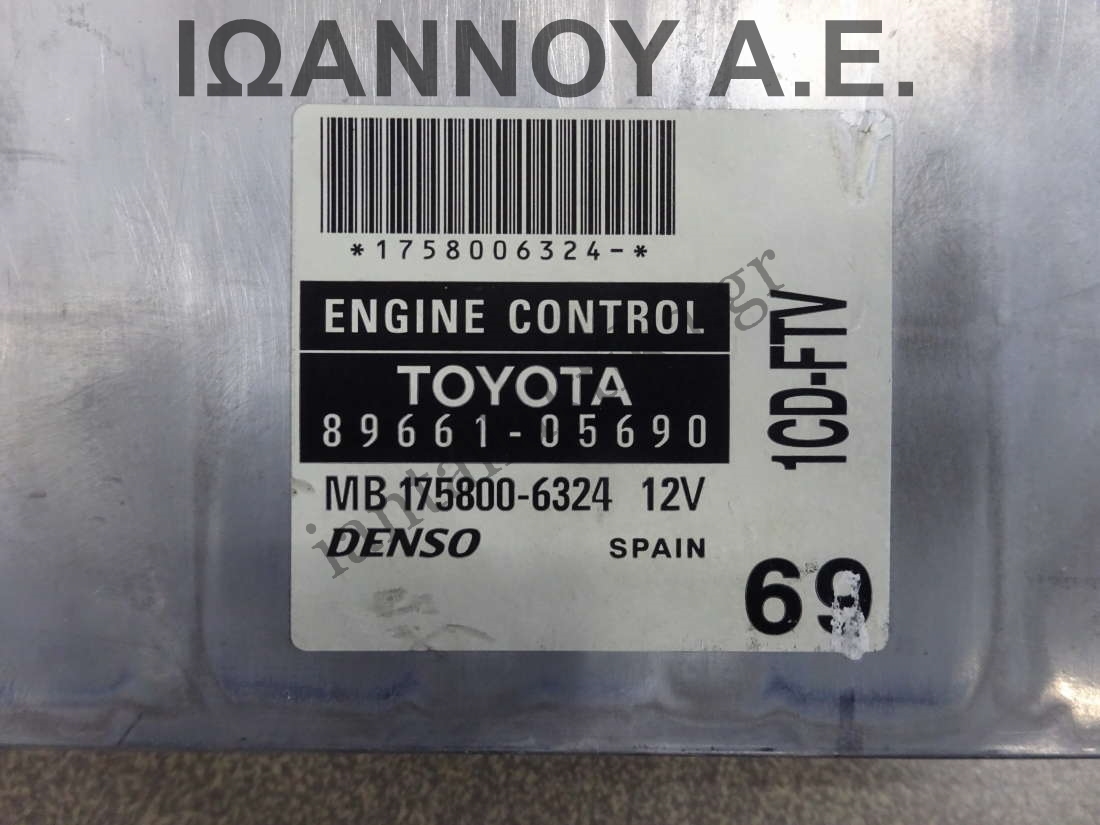 ΙΩΑΝΝΟΥ Α.Ε.
*1758006324-*
ENGINE CONTROL
TOYOTA
89661-05690
MB 175800-6324 12V
DENSO SPAIN
1CD-FTV
69